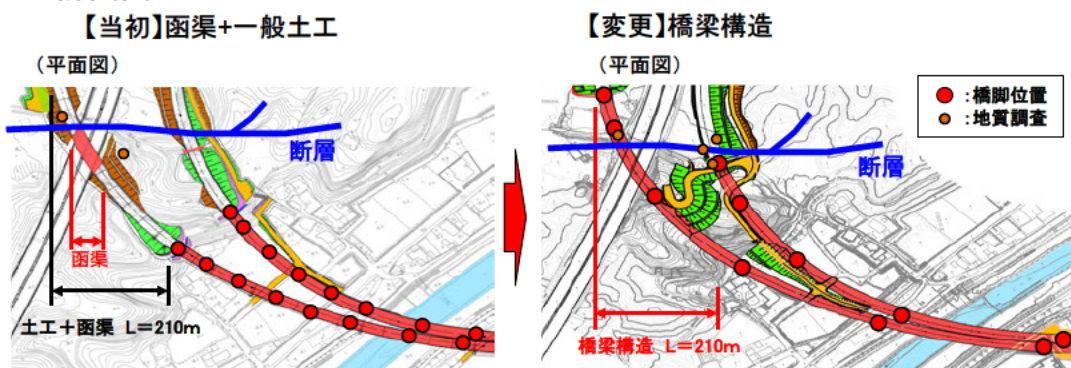 【当初】函渠+一般土工
（平面図）
断層
函渠
土工＋函渠 L＝210m
【変更】橋梁構造
（平面図）
：橋脚位置
：地質調査
断層
橋梁構造 L＝210m